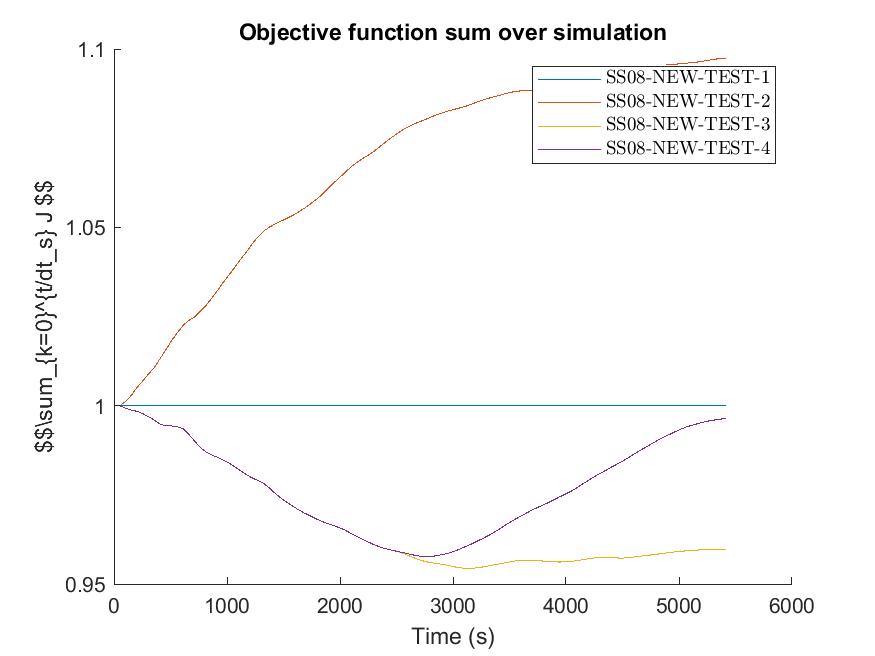 Objective function sum over simulation
1.1
1.05
1
0.95
$$\sum_{k=0}^{t/dt_s} J $$
SS08-NEW-TEST-1
SS08-NEW-TEST-2
SS08-NEW-TEST-3
SS08-NEW-TEST-4
0 1000 2000 3000 4000 5000 6000
Time (s)